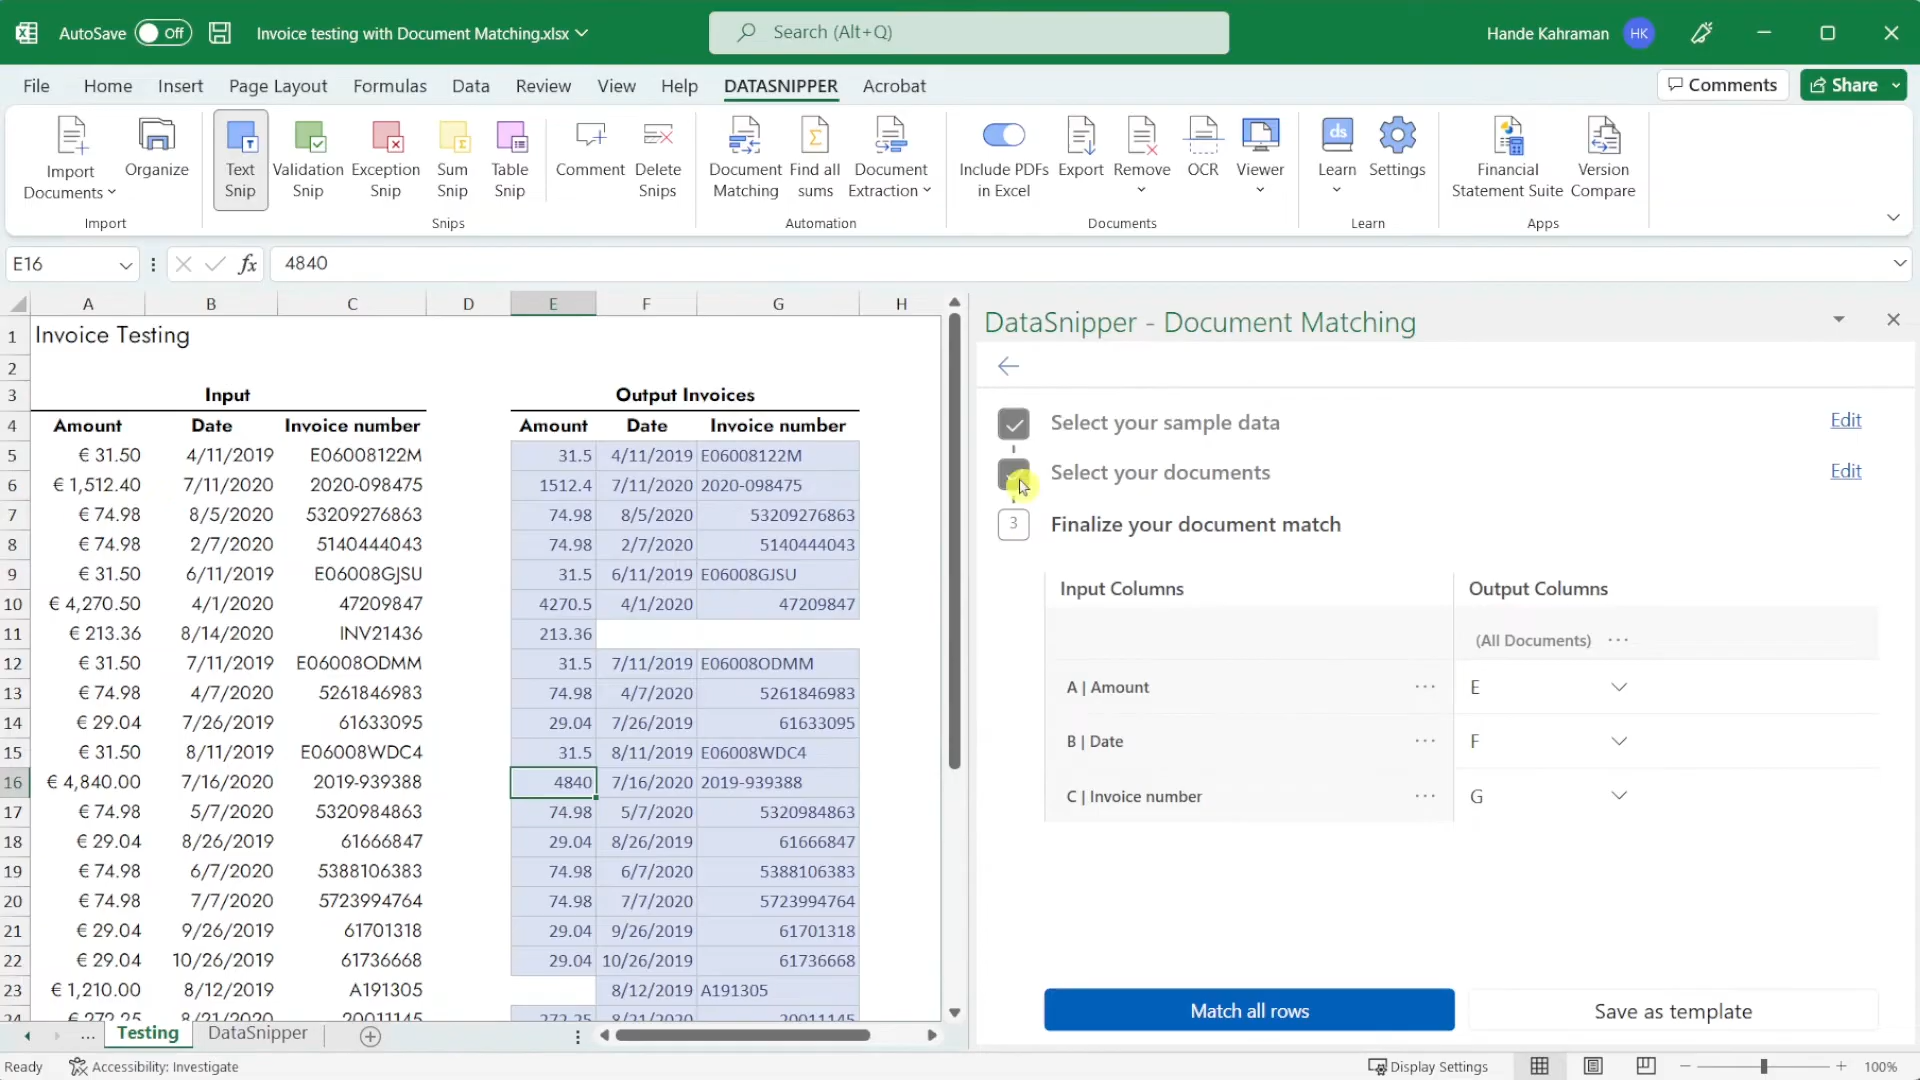 AutoSave Off Invoice testing with Document Matching.xlsx Search (Alt+Q) Hande Kahraman HK
File Home Insert Page Layout Formulas Data Review View Help DATASNIPPER Acrobat Comments Share
Import Documents Organize Text Snip Validation Snip Exception Snip Sum Snip Table Snip Comment Delete Snips Document Matching Find all sums Document Extraction Include PDFs in Excel Export Remove OCR Viewer Learn Settings Financial Statement Suite Version Compare
Import Snips Automation Documents Learn Apps
E16 fx 4840
A B C D E F G H
1 Invoice Testing
2
3 Input Output Invoices
4 Amount Date Invoice number Amount Date Invoice number
5 € 31.50 4/11/2019 E06008122M 31.5 4/11/2019 E06008122M
6 € 1,512.40 7/11/2019 2020-098475 1512.4 7/11/2019 2020-098475
7 € 74.98 8/5/2020 53209276863 74.98 8/5/2020 53209276863
8 € 74.98 2/7/2020 5140444043 74.98 2/7/2020 5140444043
9 € 31.50 6/11/2019 E06008GJSU 31.5 6/11/2019 E06008GJSU
10 € 4,270.50 4/1/2020 47209847 4270.5 4/1/2020 47209847
11 € 213.36 8/14/2020 INV21436 213.36
12 € 31.50 7/11/2019 E06008ODMM 31.5 7/11/2019 E06008ODMM
13 € 74.98 4/7/2020 5261846983 74.98 4/7/2020 5261846983
14 € 29.04 7/26/2019 61633095 29.04 7/26/2019 61633095
15 € 31.50 8/11/2019 E06008WDC4 31.5 8/11/2019 E06008WDC4
16 € 4,840.00 7/16/2020 2019-939388 4840 7/16/2020 2019-939388
17 € 74.98 5/7/2020 5320984863 74.98 5/7/2020 5320984863
18 € 29.04 8/26/2019 61666847 29.04 8/26/2019 61666847
19 € 74.98 6/7/2020 5388106383 74.98 6/7/2020 5388106383
20 € 74.98 7/7/2020 5723994764 74.98 7/7/2020 5723994764
21 € 29.04 9/26/2019 61701318 29.04 9/26/2019 61701318
22 € 29.04 10/26/2019 61736668 29.04 10/26/2019 61736668
23 € 1,210.00 8/12/2019 A191305 8/12/2019 A191305
24 € 272.25 8/21/2020 20011145 272.25 8/21/2020 20011145
... Testing DataSnipper
DataSnipper - Document Matching
Select your sample data Edit
Select your documents Edit
3 Finalize your document match
Input Columns Output Columns
(All Documents) ...
A | Amount ... E
B | Date ... F
C | Invoice number ... G
Match all rows Save as template
Ready Accessibility: Investigate Display Settings 100%